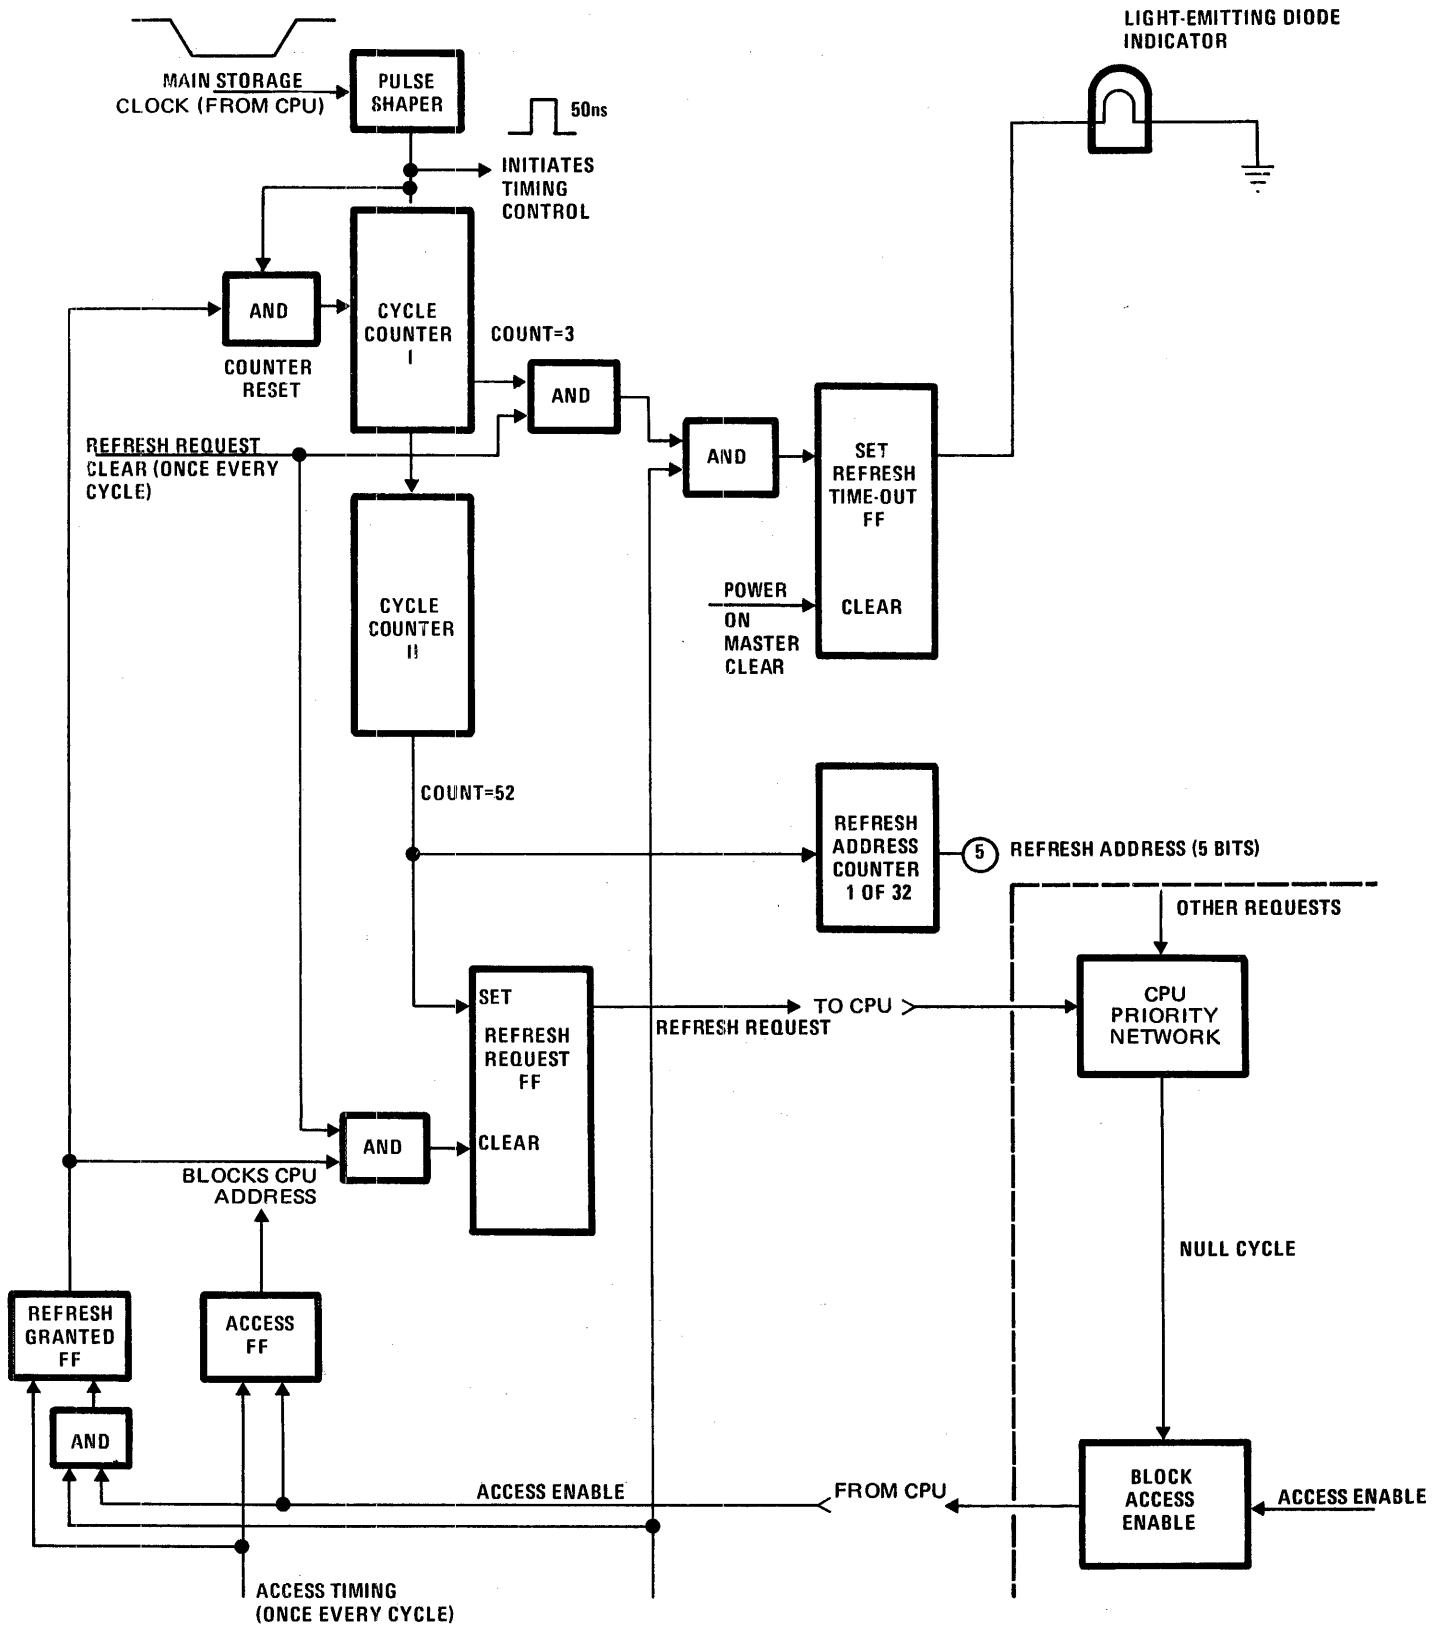 LIGHT-EMITTING DIODE
INDICATOR
MAIN STORAGE
CLOCK (FROM CPU)
PULSE
SHAPER
50ns
INITIATES
TIMING
CONTROL
AND
COUNTER
RESET
CYCLE
COUNTER
I
COUNT=3
AND
REFRESH REQUEST
CLEAR (ONCE EVERY
CYCLE)
AND
SET
REFRESH
TIME-OUT
FF
CLEAR
POWER
ON
MASTER
CLEAR
CYCLE
COUNTER
II
COUNT=52
REFRESH
ADDRESS
COUNTER
1 OF 32
5
REFRESH ADDRESS (5 BITS)
OTHER REQUESTS
CPU
PRIORITY
NETWORK
SET
REFRESH
REQUEST
FF
CLEAR
TO CPU
REFRESH REQUEST
AND
BLOCKS CPU
ADDRESS
NULL CYCLE
REFRESH
GRANTED
FF
ACCESS
FF
AND
ACCESS ENABLE
FROM CPU
BLOCK
ACCESS
ENABLE
ACCESS ENABLE
ACCESS TIMING
(ONCE EVERY CYCLE)